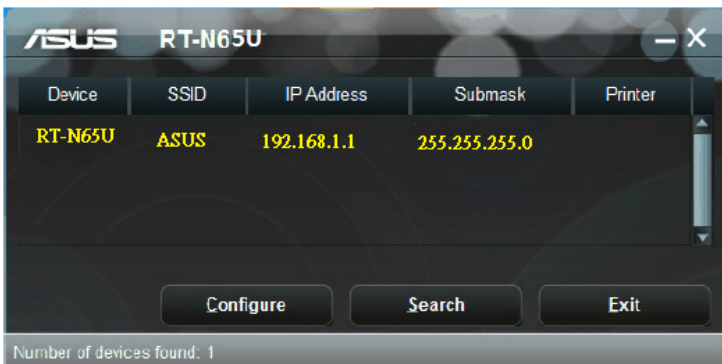 ASUS RT-N65U
Device SSID IP Address Submask Printer
RT-N65U ASUS 192.168.1.1 255.255.255.0
Configure Search Exit
Number of devices found: 1